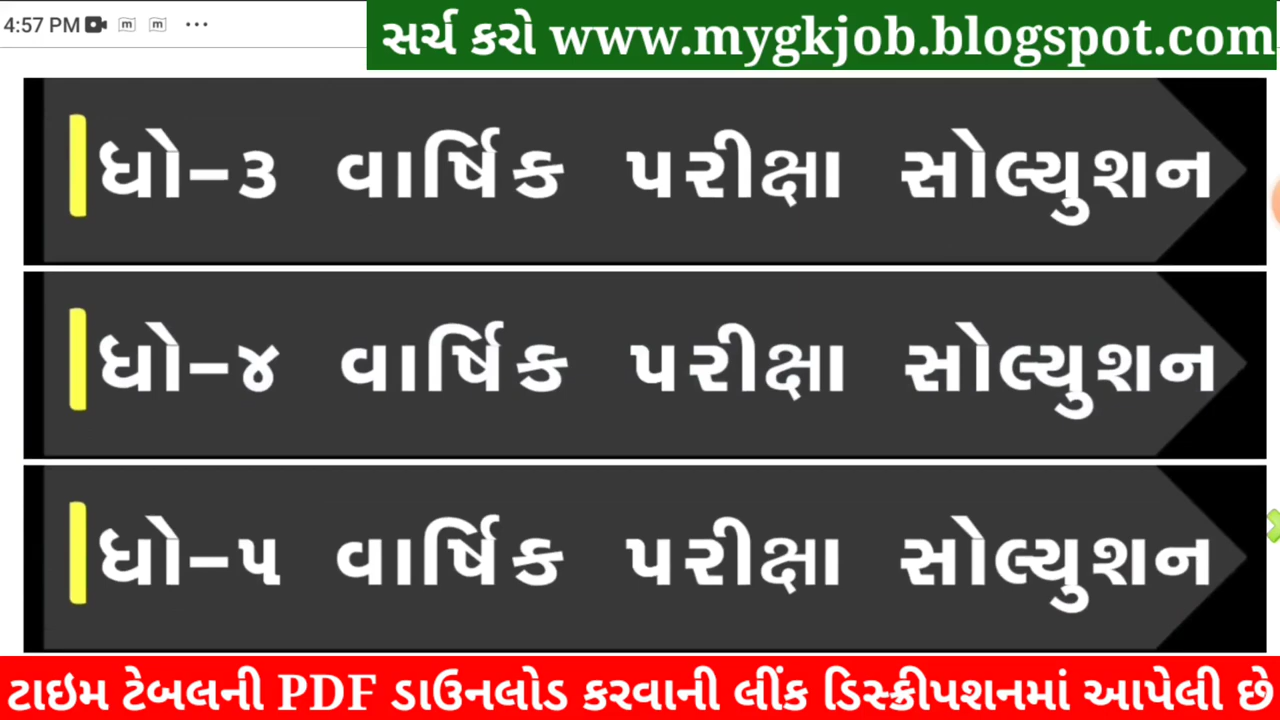 4:57 PM
સર્ચ કરો www.mygkjob.blogspot.com
ધો-૩ વાર્ષિક પરીક્ષા સોલ્યુશન
ધો-૪ વાર્ષિક પરીક્ષા સોલ્યુશન
ધો-૫ વાર્ષિક પરીક્ષા સોલ્યુશન
ટાઇમ ટેબલની PDF ડાઉનલોડ કરવાની લીંક ડિસ્ક્રીપશનમાં આપેલી છે